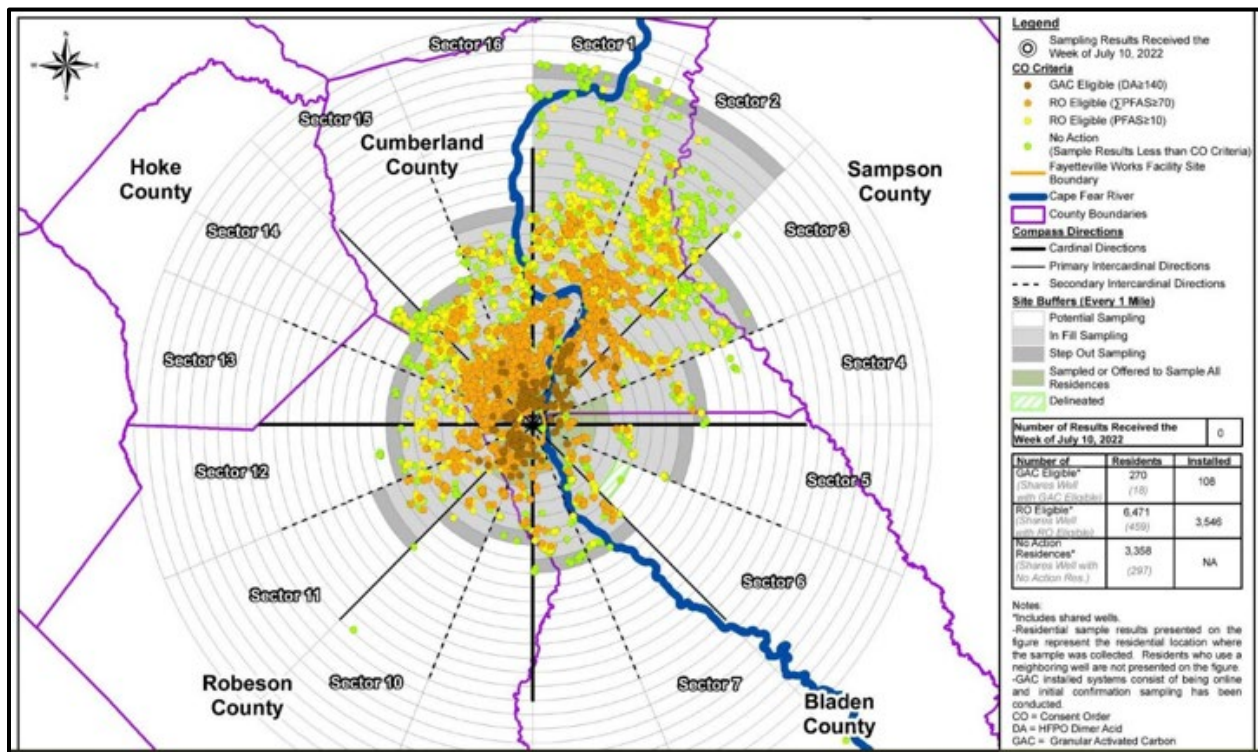 N
W
E
S
Sector 16
Sector 1
Sector 2
Sector 15
Cumberland
County
Hoke
County
Sampson
County
Sector 14
Sector 3
Sector 13
Sector 4
Sector 12
Sector 5
Sector 11
Sector 6
Robeson
County
Sector 10
Sector 7
Bladen
County
Legend
Sampling Results Received the
Week of July 10, 2022
CO Criteria
GAC Eligible (DA≥140)
RO Eligible (∑PFAS≥70)
RO Eligible (PFAS≥10)
No Action
(Sample Results Less than CO Criteria)
Fayetteville Works Facility Site
Boundary
Cape Fear River
County Boundaries
Compass Directions
Cardinal Directions
Primary Intercardinal Directions
Secondary Intercardinal Directions
Site Buffers (Every 1 Mile)
Potential Sampling
In Fill Sampling
Step Out Sampling
Sampled or Offered to Sample All
Residences
Delineated
Number of Results Received the
Week of July 10, 2022
0
Number of
Residents
Installed
GAC Eligible*
(Shares Well
with GAC Eligible)
270
(18)
108
RO Eligible*
(Shares Well
with RO Eligible)
6,471
(459)
3,546
No Action
Residences*
(Shares Well with
No Action Res.)
3,358
(297)
NA
Notes:
*Includes shared wells.
-Residential sample results presented on the
figure represent the residential location where
the sample was collected. Residents who use a
neighboring well are not presented on the figure.
-GAC installed systems consist of being online
and initial confirmation sampling has been
conducted.
CO = Consent Order
DA = HFPO Dimer Acid
GAC = Granular Activated Carbon